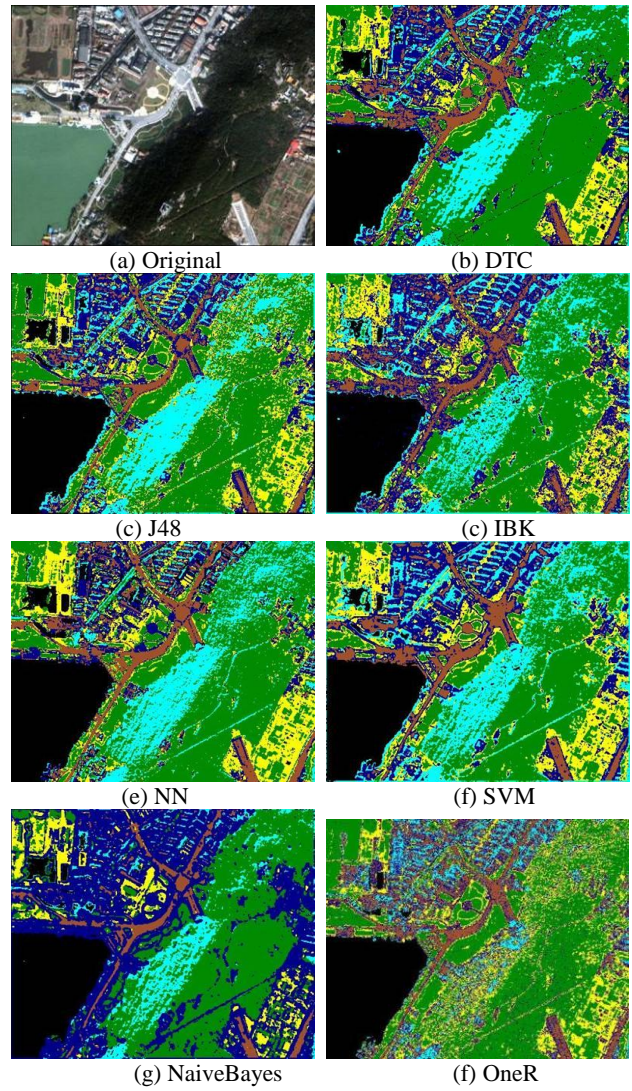 (a) Original
(b) DTC
(c) J48
(c) IBK
(e) NN
(f) SVM
(g) NaiveBayes
(f) OneR